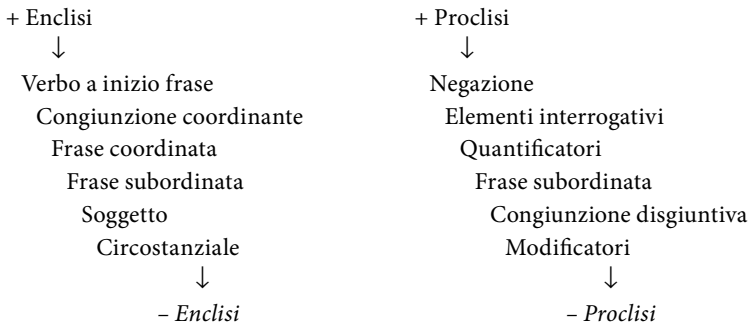 + Enclisi
↓
Verbo a inizio frase
Congiunzione coordinante
Frase coordinata
Frase subordinata
Soggetto
Circostanziale
↓
– Enclisi
+ Proclisi
↓
Negazione
Elementi interrogativi
Quantificatori
Frase subordinata
Congiunzione disgiuntiva
Modificatori
↓
– Proclisi